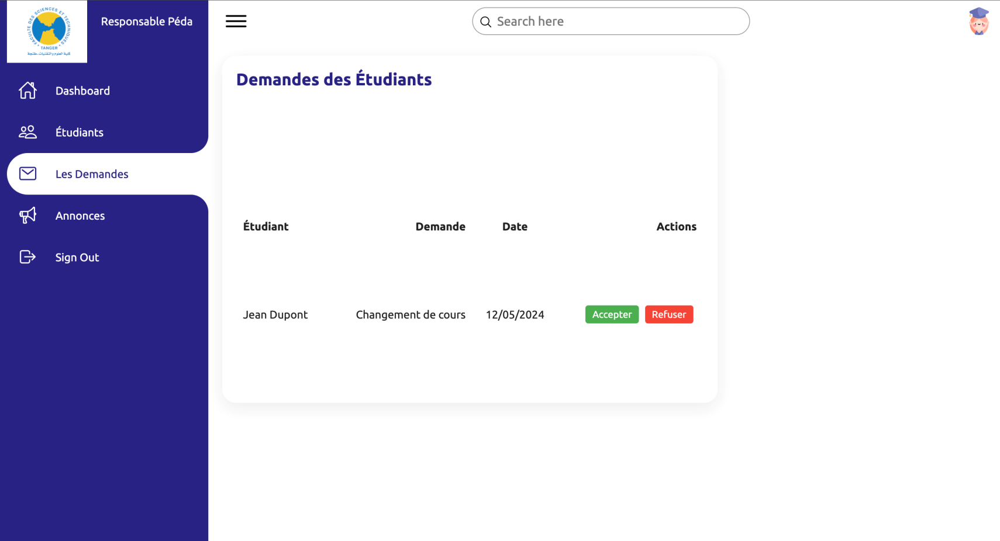 FACULTE DES SCIENCES ET TECHNIQUES
TANGER
كلية العلوم والتقنيات - طنجة
Responsable Péda
Search here
Dashboard
Étudiants
Les Demandes
Annonces
Sign Out
Demandes des Étudiants
Étudiant Demande Date Actions
Jean Dupont Changement de cours 12/05/2024 Accepter Refuser